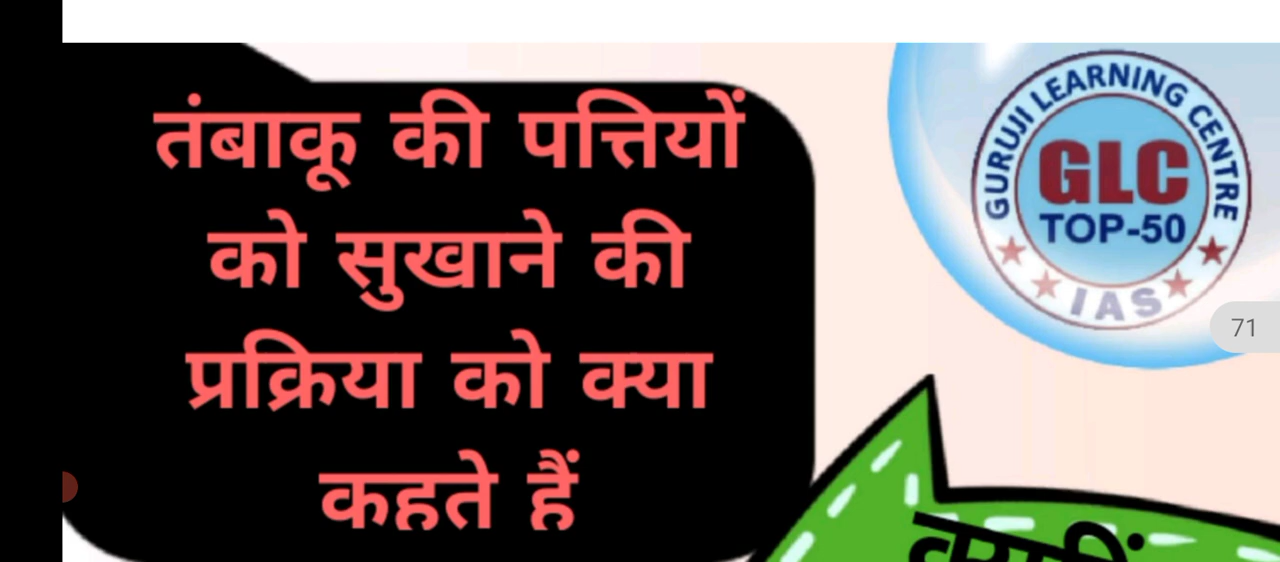 तंबाकू की पत्तियों
को सुखाने की
प्रक्रिया को क्या
कहते हैं
GURUJI LEARNING CENTRE
GLC
TOP-50
IAS
71